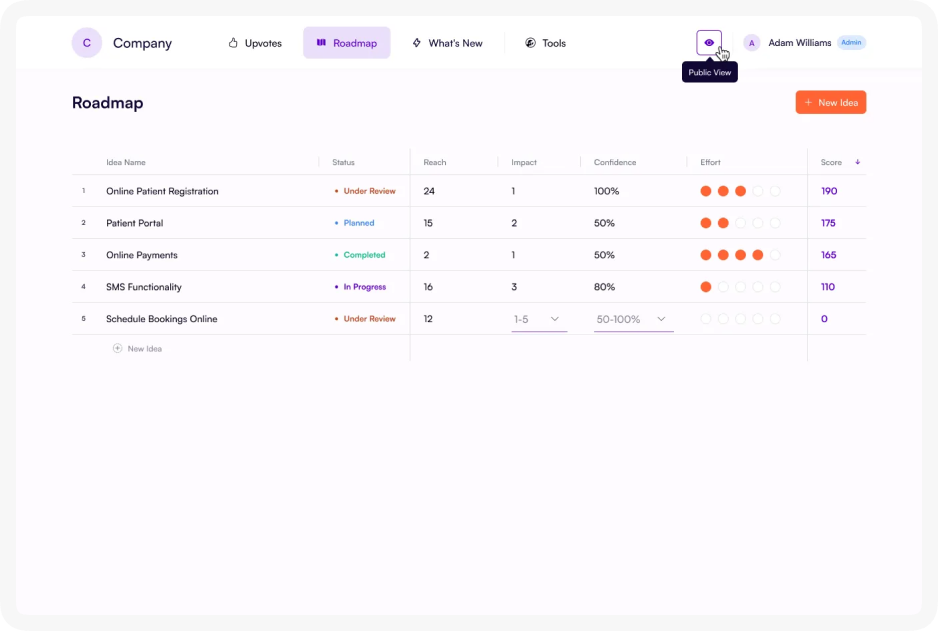 C Company Upvotes Roadmap What's New Tools A Adam Williams Admin
Public View
Roadmap + New Idea
Idea Name Status Reach Impact Confidence Effort Score
1 Online Patient Registration Under Review 24 1 100% 190
2 Patient Portal Planned 15 2 50% 175
3 Online Payments Completed 2 1 50% 165
4 SMS Functionality In Progress 16 3 80% 110
5 Schedule Bookings Online Under Review 12 1-5 50-100% 0
New Idea